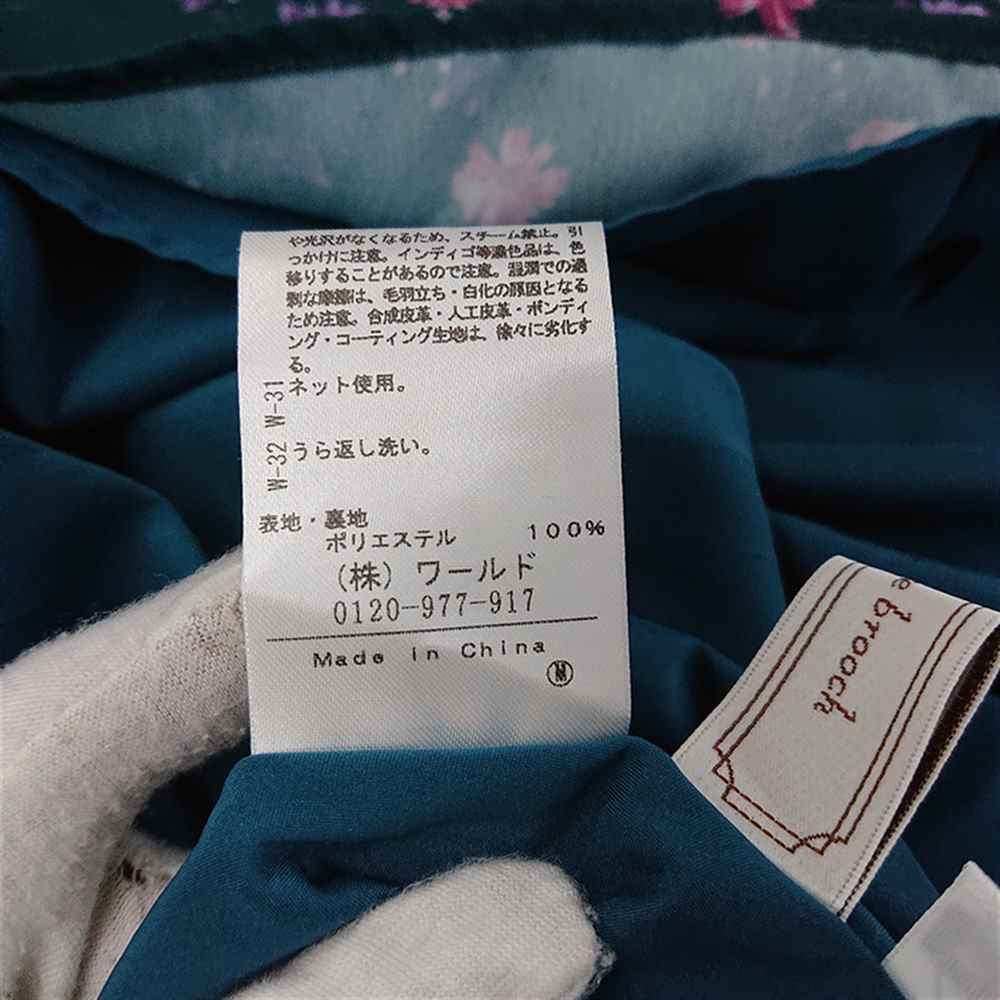 や光沢がなくなるため、スチーム禁止。引
っかけに注意。インディゴ等濃色品は、色
移りすることがあるので注意。湿潤での過
剰な摩擦は、毛羽立ち・白化の原因となる
ため注意。合成皮革・人工皮革・ボンディ
ング・コーティング生地は、徐々に劣化す
る。
W-31 ネット使用。
W-32 うら返し洗い。
表地・裏地
ポリエステル 100%
(株) ワールド
0120-977-917
Made in China
M
brooch